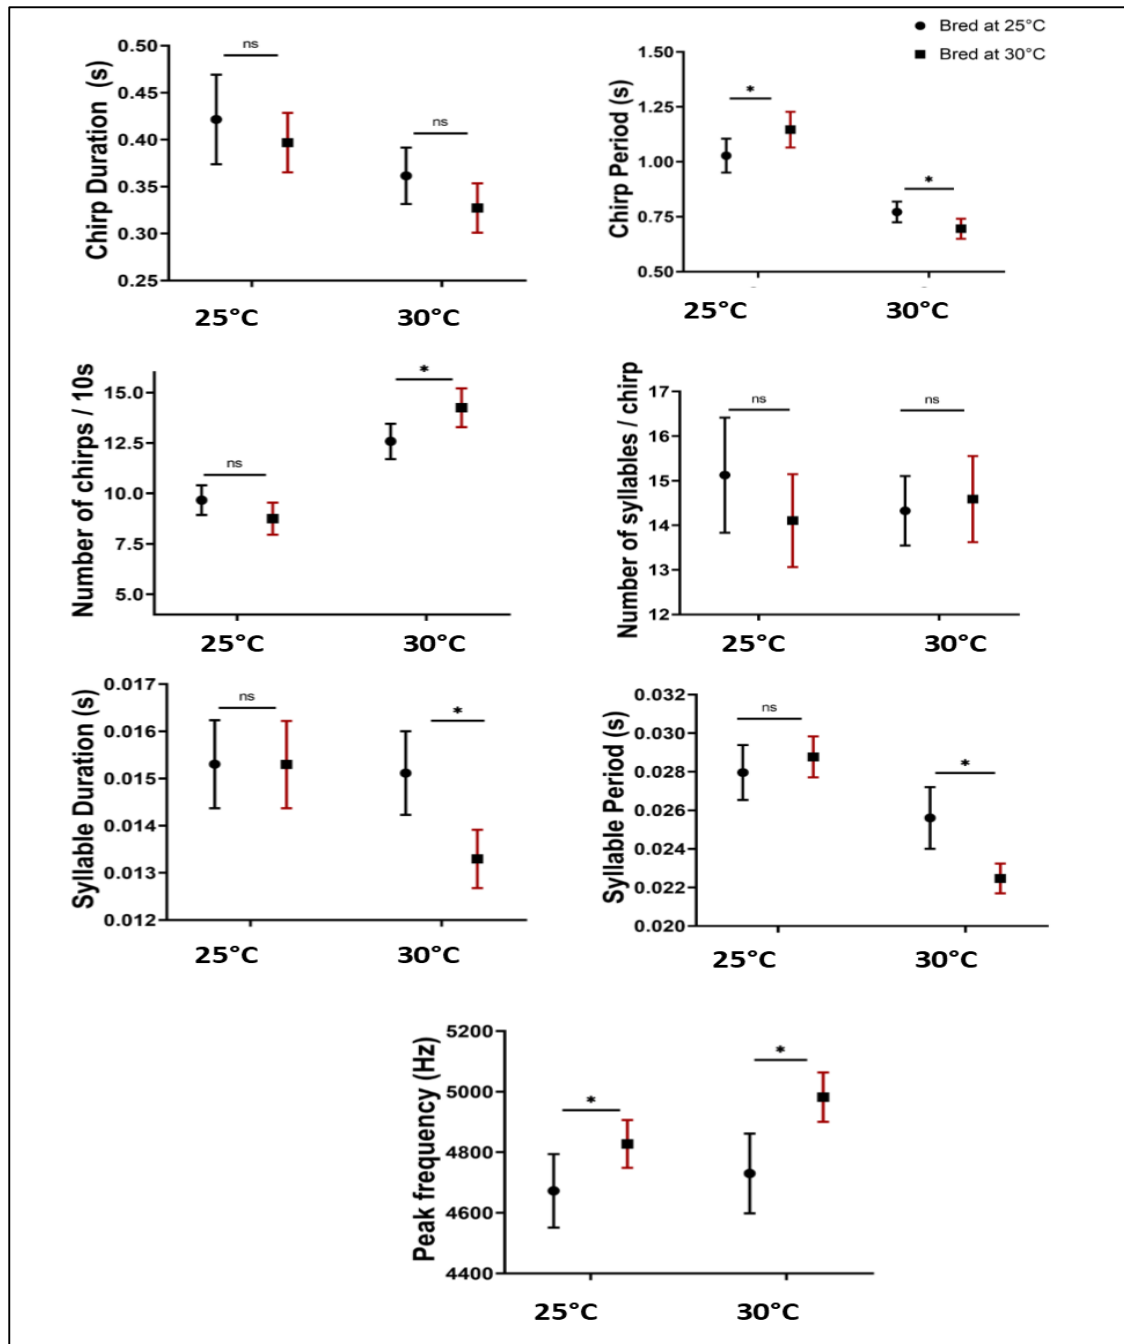 Bred at 25°C
Bred at 30°C
Chirp Duration (s)
0.50
0.45
0.40
0.35
0.30
0.25
ns
ns
25°C
30°C
Chirp Period (s)
1.50
1.25
1.00
0.75
0.50
*
*
25°C
30°C
Number of chirps / 10s
15.0
12.5
10.0
7.5
5.0
ns
*
25°C
30°C
Number of syllables / chirp
17
16
15
14
13
12
ns
ns
25°C
30°C
Syllable Duration (s)
0.017
0.016
0.015
0.014
0.013
0.012
ns
*
25°C
30°C
Syllable Period (s)
0.032
0.030
0.028
0.026
0.024
0.022
0.020
ns
*
25°C
30°C
Peak frequency (Hz)
5200
5000
4800
4600
4400
*
*
25°C
30°C